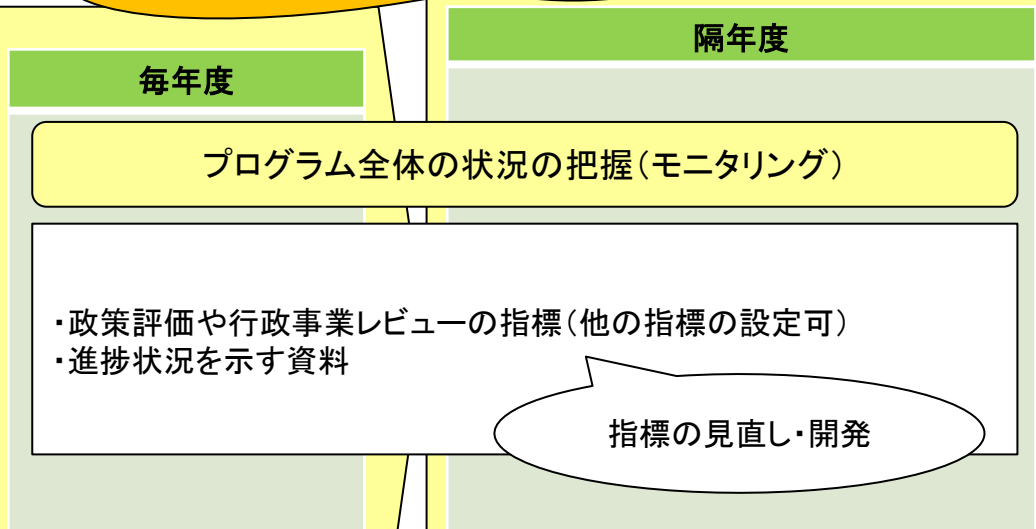 隔年度
毎年度
プログラム全体の状況の把握（モニタリング）
・政策評価や行政事業レビューの指標（他の指標の設定可）
・進捗状況を示す資料
指標の見直し・開発